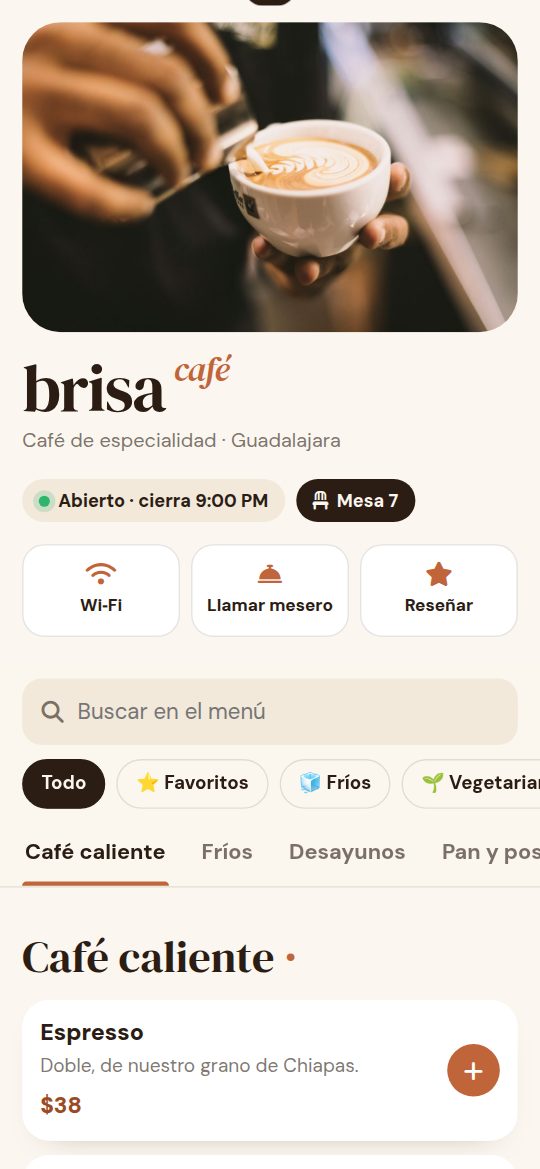 brisa café
Café de especialidad · Guadalajara
Abierto · cierra 9:00 PM
Mesa 7
Wi-Fi
Llamar mesero
Reseñar
Buscar en el menú
Todo
⭐ Favoritos
🧊 Fríos
🌱 Vegetarian
Café caliente
Fríos
Desayunos
Pan y pos
Café caliente ·
Espresso
Doble, de nuestro grano de Chiapas.
$38
+